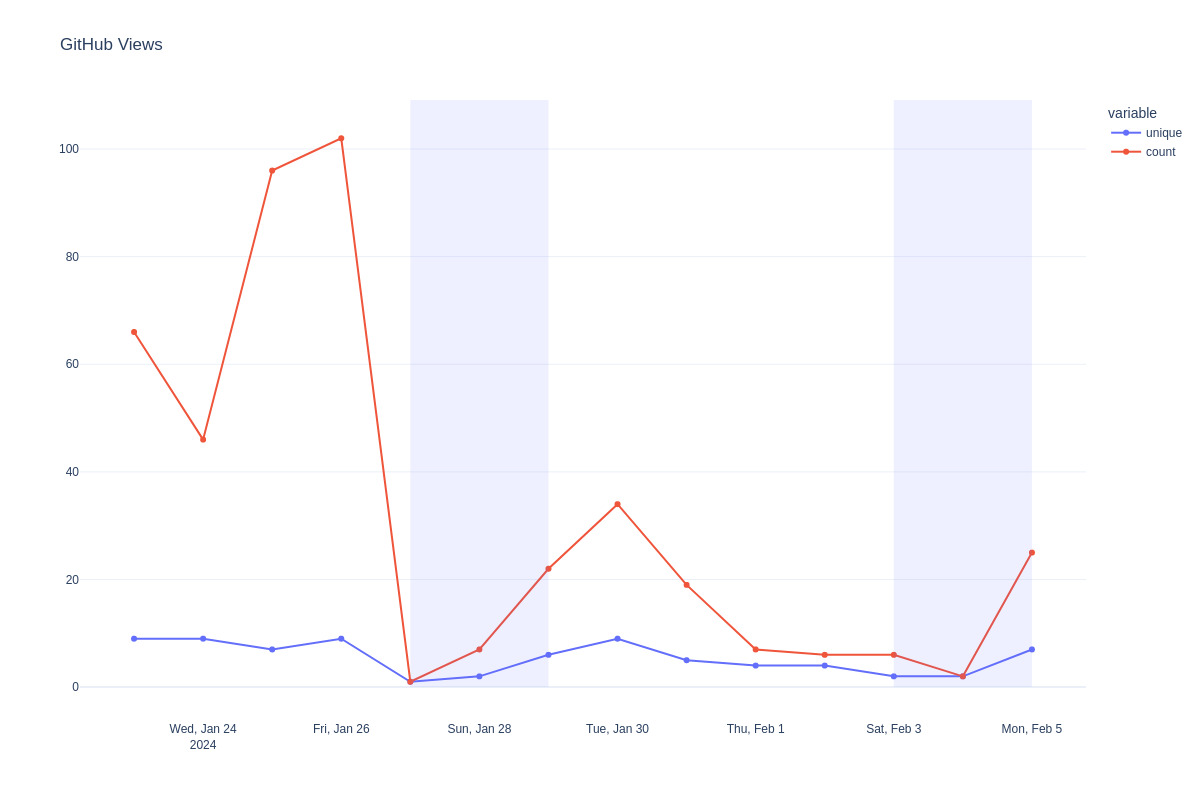 GitHub Views
variable
unique
count
100
80
60
40
20
0
Wed, Jan 24
2024
Fri, Jan 26
Sun, Jan 28
Tue, Jan 30
Thu, Feb 1
Sat, Feb 3
Mon, Feb 5